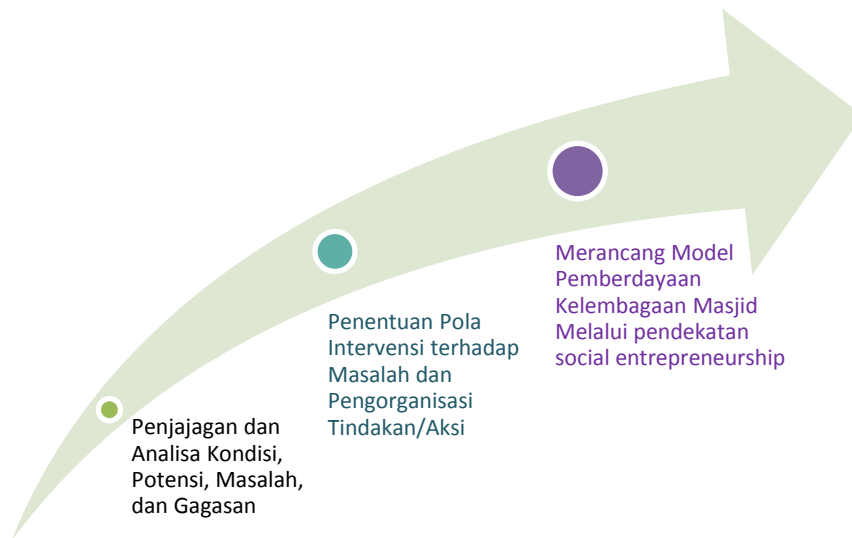 Penjajagan dan
Analisa Kondisi,
Potensi, Masalah,
dan Gagasan
Penentuan Pola
Intervensi terhadap
Masalah dan
Pengorganisasi
Tindakan/Aksi
Merancang Model
Pemberdayaan
Kelembagaan Masjid
Melalui pendekatan
social entrepreneurship